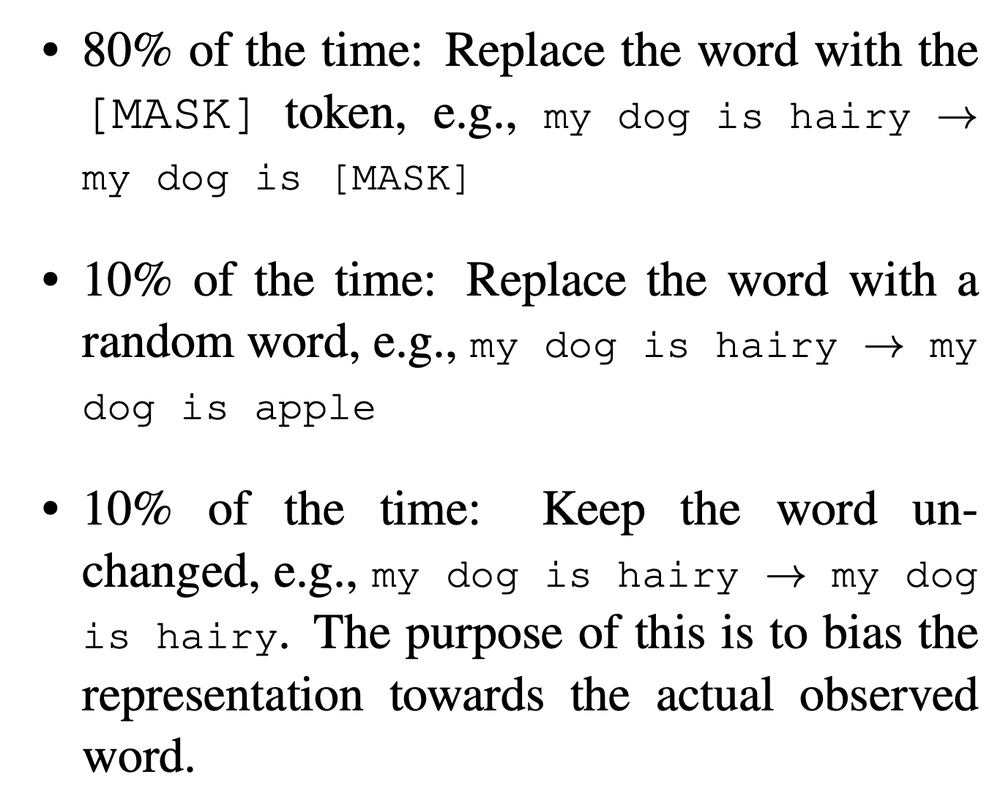 • 80% of the time: Replace the word with the
[MASK] token, e.g., my dog is hairy →
my dog is [MASK]
• 10% of the time: Replace the word with a
random word, e.g., my dog is hairy → my
dog is apple
• 10% of the time: Keep the word un-
changed, e.g., my dog is hairy → my dog
is hairy. The purpose of this is to bias the
representation towards the actual observed
word.